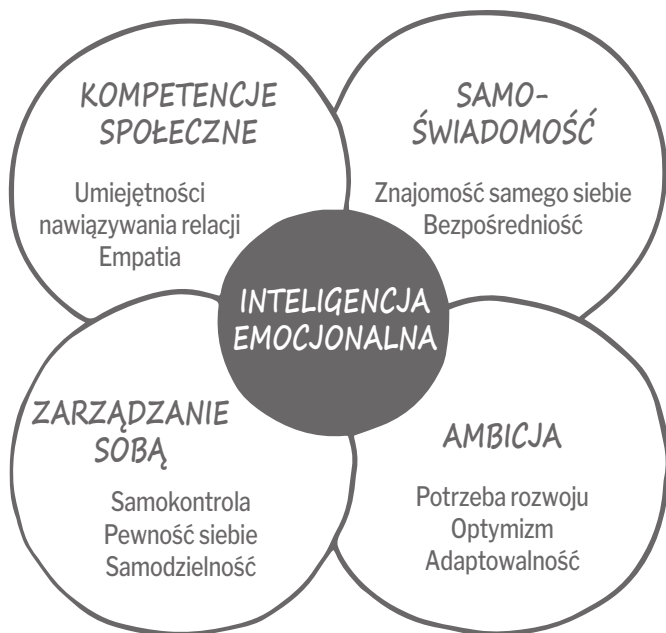 KOMPETENCJE
SPOŁECZNE
Umiejętności
nawiązywania relacji
Empatia
SAMO-
ŚWIADOMOŚĆ
Znajomość samego siebie
Bezpośredniość
INTELIGENCJA
EMOCJONALNA
ZARZĄDZANIE
SOBĄ
Samokontrola
Pewność siebie
Samodzielność
AMBICJA
Potrzeba rozwoju
Optymizm
Adaptowalność